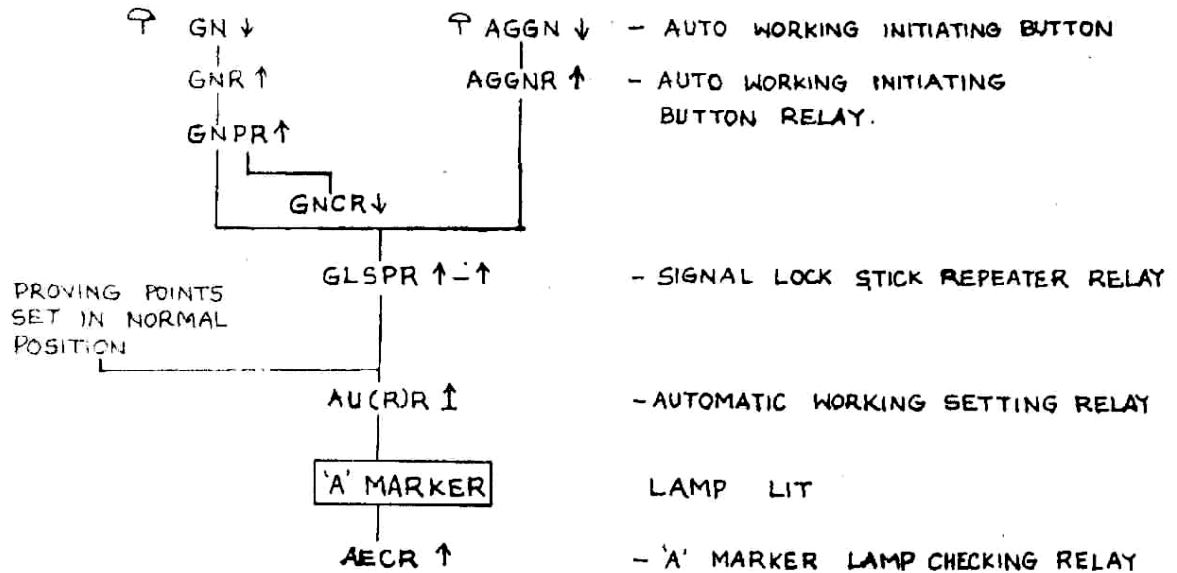 GN ↓ AGGN ↓ - AUTO WORKING INITIATING BUTTON
GNR ↑ AGGNR ↑ - AUTO WORKING INITIATING
BUTTON RELAY.
GNPR ↑
GNCR ↓
GLSPR ↑-↑ - SIGNAL LOCK STICK REPEATER RELAY
PROVING POINTS
SET IN NORMAL
POSITION
AU(R)R ↥ - AUTOMATIC WORKING SETTING RELAY
'A' MARKER LAMP LIT
AECR ↑ - 'A' MARKER LAMP CHECKING RELAY